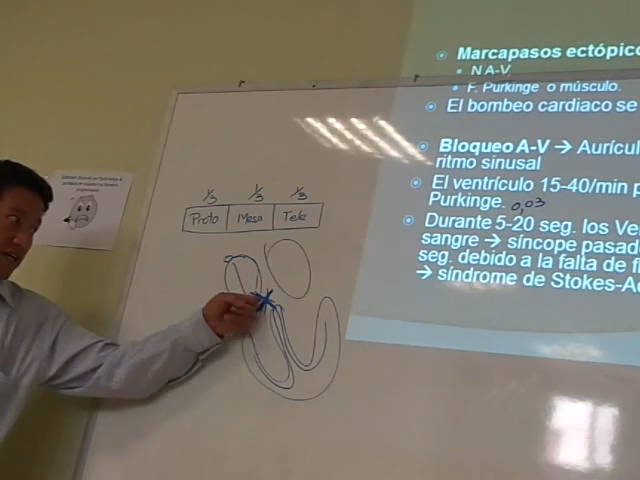 Marcapasos ectópico
N A-V
F. Purkinge o músculo.
El bombeo cardiaco se
Bloqueo A-V → Aurícul
ritmo sinusal
El ventrículo 15-40/min p
Purkinge. 0,03
Durante 5-20 seg. los Ve
sangre → síncope pasad
seg. debido a la falta de f
→ síndrome de Stokes-A
1/3 1/3 1/3
Proto Meso Tele